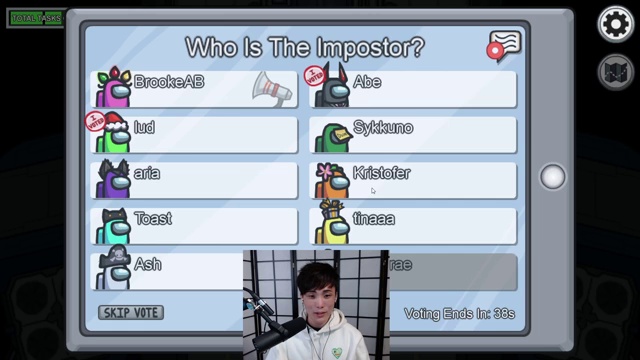 TOTAL TASKS
Who Is The Impostor?
BrookeAB
I VOTED
Abe
I VOTED
lud
Sykkuno
aria
Kristofer
Toast
tinaaa
Ash
rae
SKIP VOTE
Voting Ends In: 38s